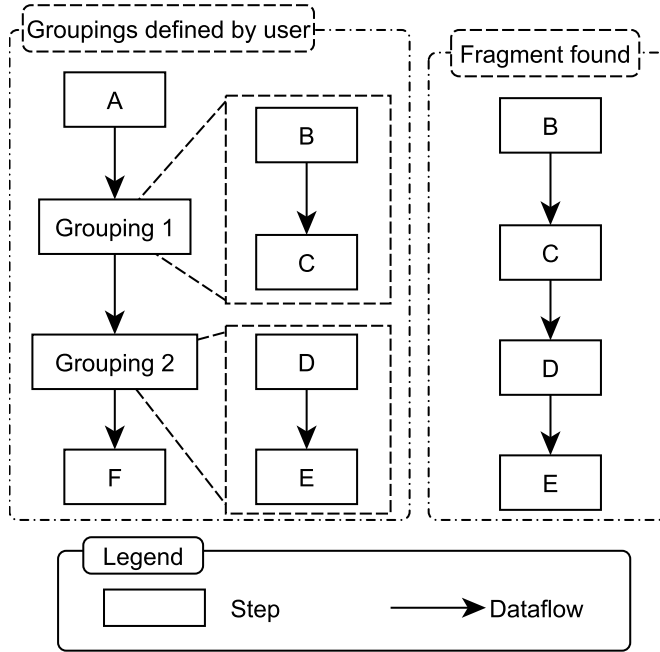 Groupings defined by user
A
Grouping 1
Grouping 2
F
B
C
D
E
Fragment found
B
C
D
E
Legend
Step
Dataflow